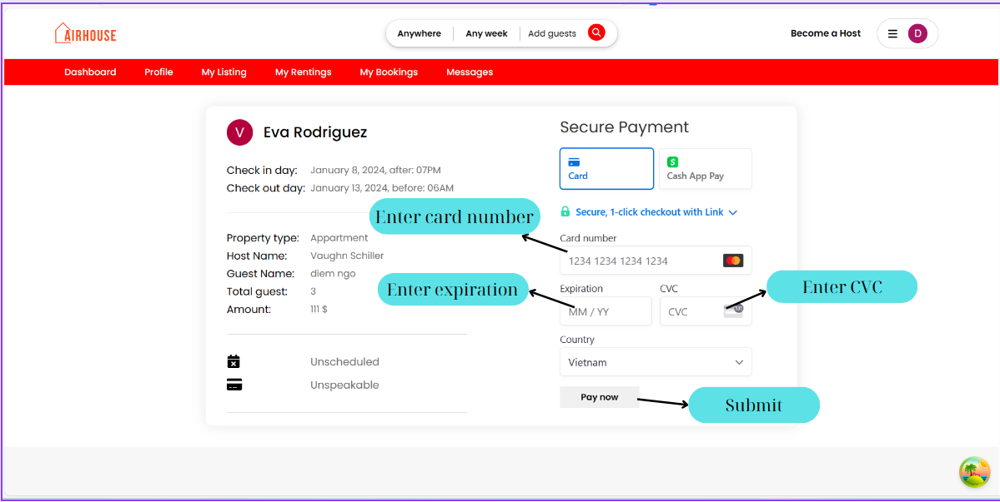 AIRHOUSE
Anywhere Any week Add guests
Become a Host
D
Dashboard Profile My Listing My Rentings My Bookings Messages
V Eva Rodriguez
Check in day: January 8, 2024, after: 07PM
Check out day: January 13, 2024, before: 06AM
Property type: Appartment
Host Name: Vaughn Schiller
Guest Name: diem ngo
Total guest: 3
Amount: 111 $
Unscheduled
Unspeakable
Secure Payment
Card
Cash App Pay
Secure, 1-click checkout with Link
Enter card number
Card number
1234 1234 1234 1234
Enter expiration
Expiration CVC
MM / YY CVC
Enter CVC
Country
Vietnam
Pay now
Submit